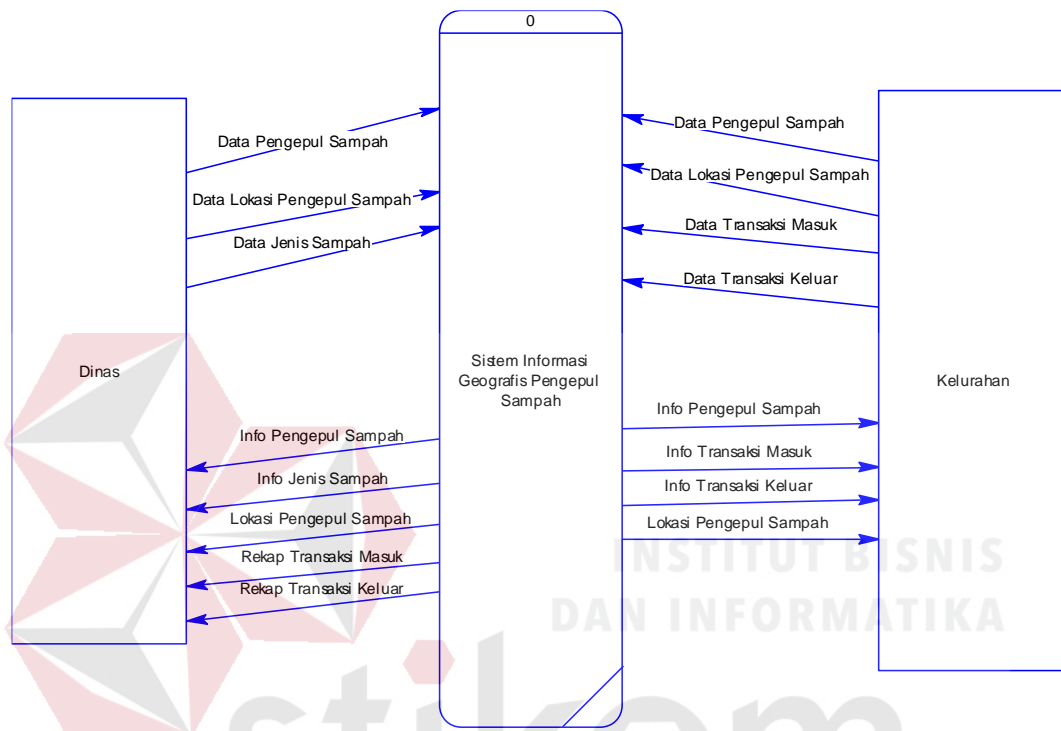 0
Data Pengepul Sampah
Data Lokasi Pengepul Sampah
Data Jenis Sampah
Data Pengepul Sampah
Data Lokasi Pengepul Sampah
Data Transaksi Masuk
Data Transaksi Keluar
Dinas
Sistem Informasi
Geografis Pengepul
Sampah
Kelurahan
Info Pengepul Sampah
Info Jenis Sampah
Lokasi Pengepul Sampah
Rekap Transaksi Masuk
Rekap Transaksi Keluar
Info Pengepul Sampah
Info Transaksi Masuk
Info Transaksi Keluar
Lokasi Pengepul Sampah
INSTITUT BISNIS
DAN INFORMATIKA
stikom